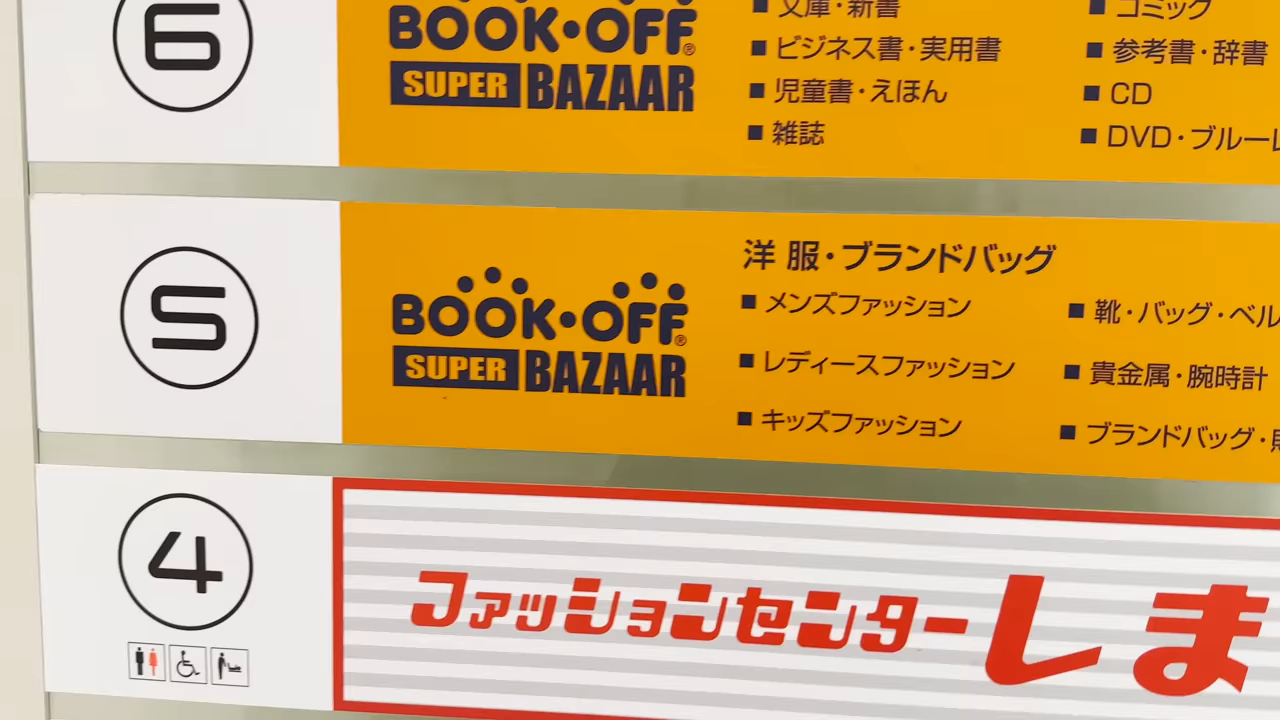 6
BOOK・OFF®
SUPER BAZAAR
文庫・新書
コミック
■ ビジネス書・実用書
■ 参考書・辞書
■ 児童書・えほん
■ CD
■ 雑誌
■ DVD・ブルーレ
5
BOOK・OFF®
SUPER BAZAAR
洋 服・ブランドバッグ
■ メンズファッション
■ 靴・バッグ・ベル
■ レディースファッション
■ 貴金属・腕時計
■ キッズファッション
■ ブランドバッグ・
4
ファッションセンターしま